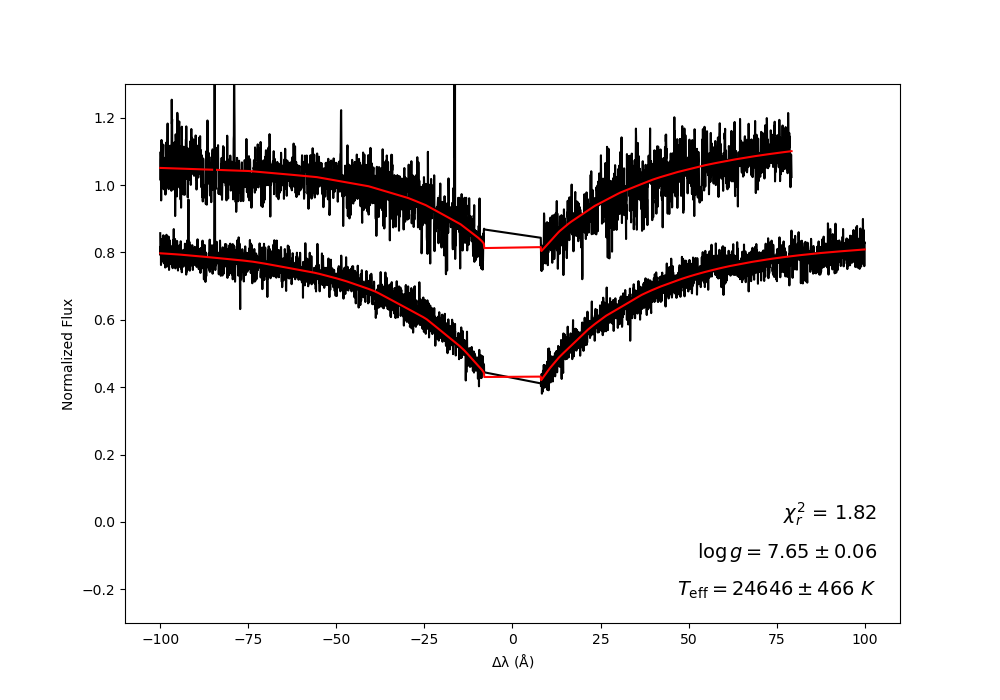 1.2
1.0
0.8
0.6
0.4
0.2
0.0
−0.2
Normalized Flux
χ²ᵣ = 1.82
log g = 7.65 ± 0.06
T_eff = 24646 ± 466 K
−100 −75 −50 −25 0 25 50 75 100
Δλ (Å)